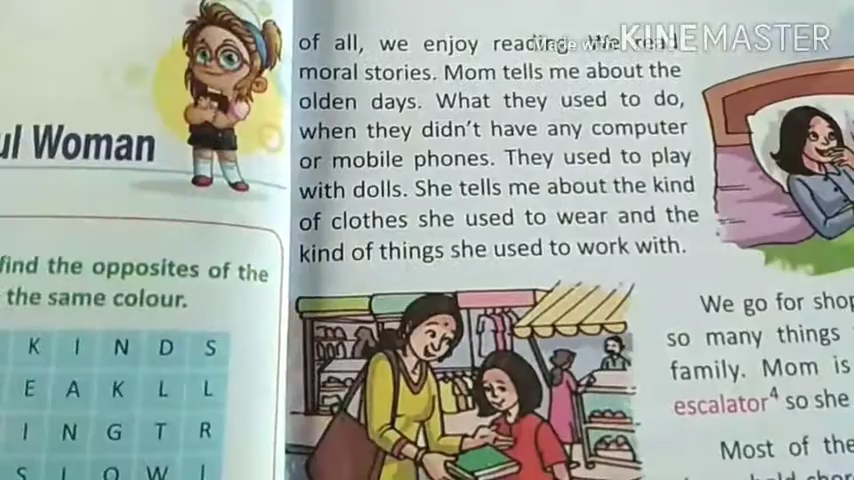 ul Woman
find the opposites of the
the same colour.
K I N D S
E A K L L
I N G T R
S I O W I
of all, we enjoy reading. We read
moral stories. Mom tells me about the
olden days. What they used to do,
when they didn't have any computer
or mobile phones. They used to play
with dolls. She tells me about the kind
of clothes she used to wear and the
kind of things she used to work with.
We go for shop
so many things
family. Mom is
escalator⁴ so she
Most of the
Made with KINEMASTER